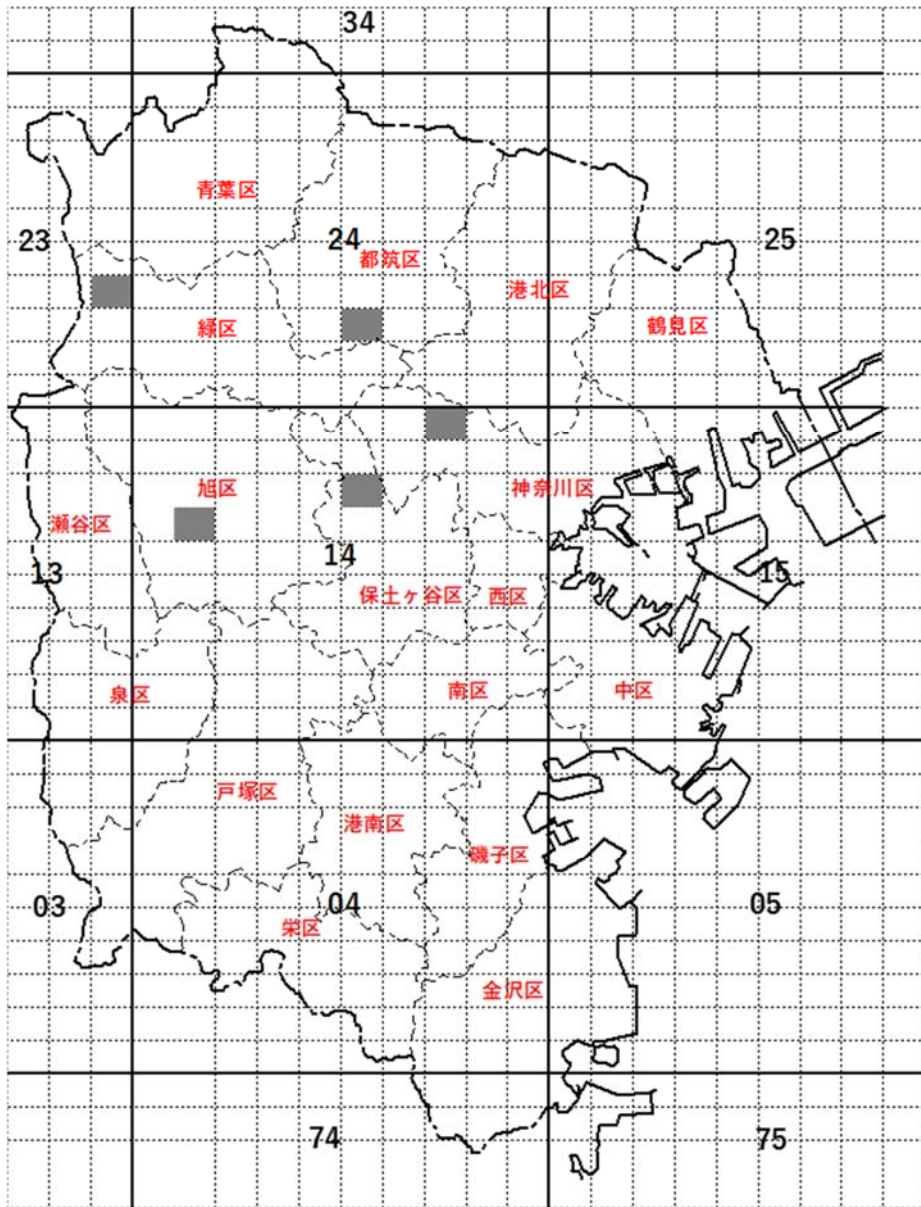 34
青葉区
23
24
25
都筑区
港北区
緑区
鶴見区
旭区
神奈川区
瀬谷区
14
13
15
保土ヶ谷区
西区
泉区
南区
中区
戸塚区
港南区
磯子区
03
04
05
栄区
金沢区
74
75